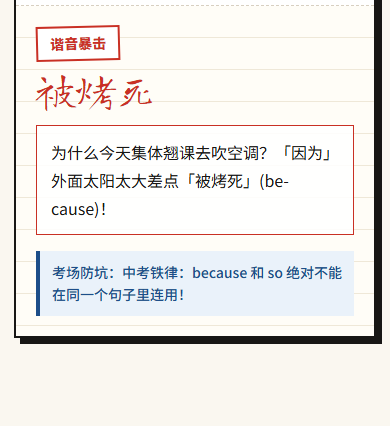 谐音暴击
被烤死
为什么今天集体翘课去吹空调？「因为」
外面太阳太大差点「被烤死」(be-
cause)！
考场防坑：中考铁律：because 和 so 绝对不能
在同一个句子里连用！